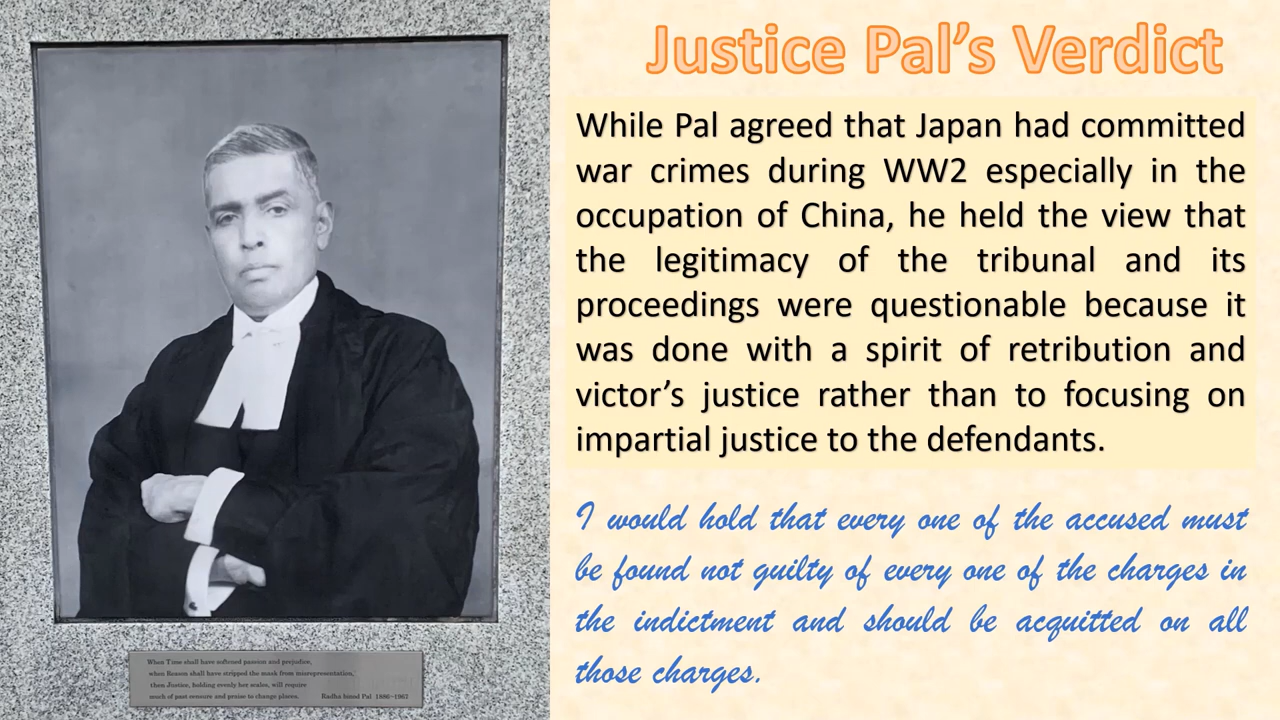 Justice Pal’s Verdict
While Pal agreed that Japan had committed
war crimes during WW2 especially in the
occupation of China, he held the view that
the legitimacy of the tribunal and its
proceedings were questionable because it
was done with a spirit of retribution and
victor’s justice rather than to focusing on
impartial justice to the defendants.
I would hold that every one of the accused must
be found not guilty of every one of the charges in
the indictment and should be acquitted on all
those charges.
When Time shall have softened passion and prejudice,
when Reason shall have stripped the mask from misrepresentation,
then Justice, holding evenly her scales, will require
much of past censure and praise to change places. Radha binod Pal 1886-1967